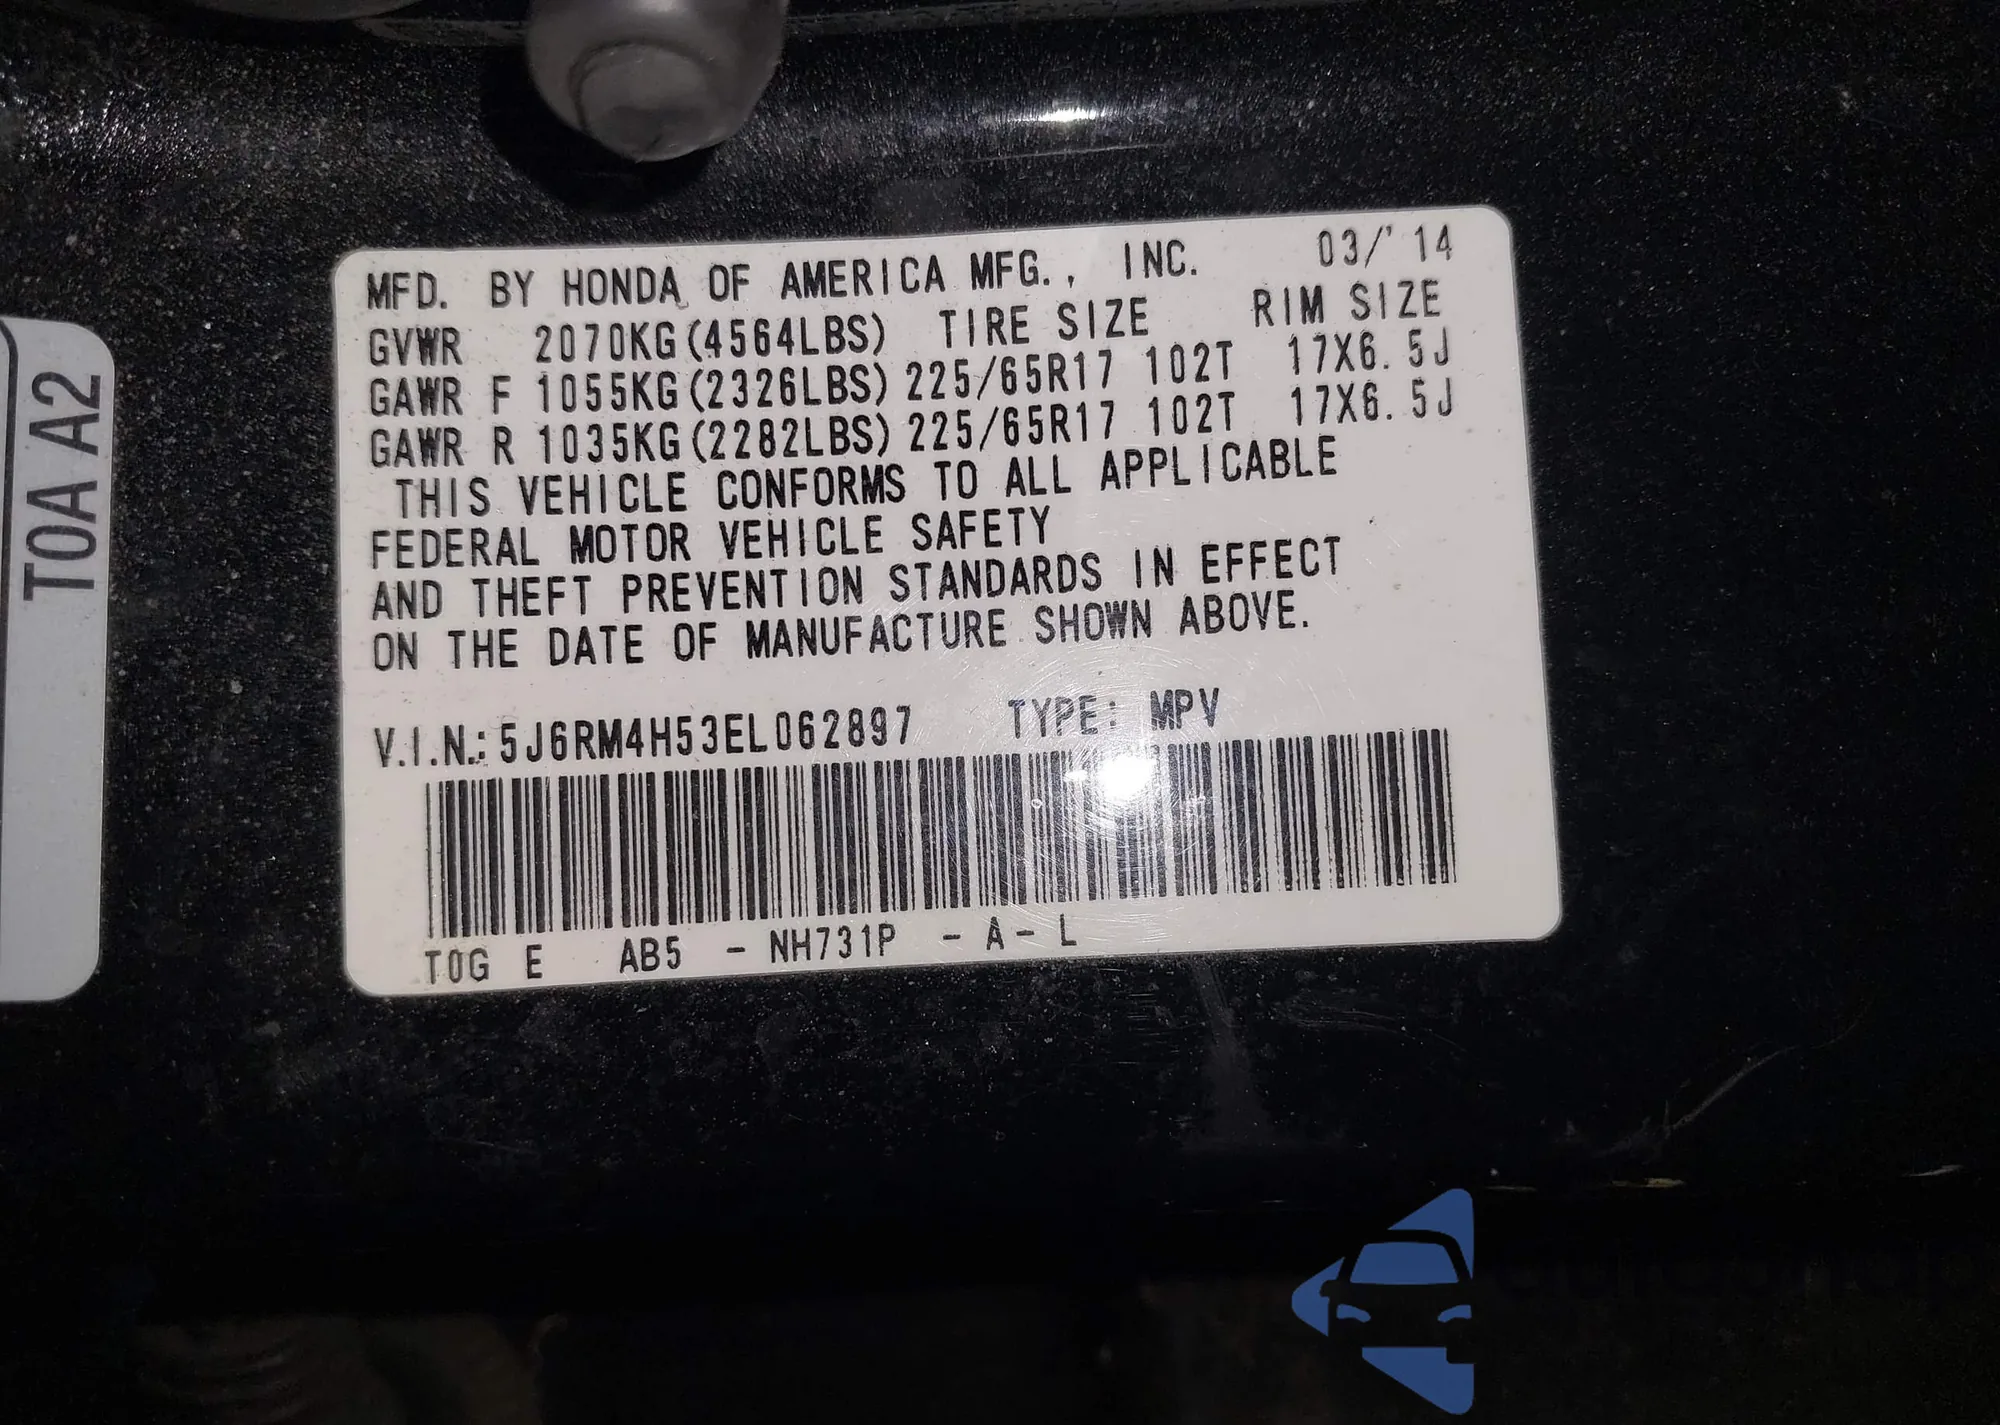 T0A A2
MFD. BY HONDA OF AMERICA MFG., INC. 03/'14
GVWR 2070KG(4564LBS) TIRE SIZE RIM SIZE
GAWR F 1055KG(2326LBS) 225/65R17 102T 17X6.5J
GAWR R 1035KG(2282LBS) 225/65R17 102T 17X6.5J
THIS VEHICLE CONFORMS TO ALL APPLICABLE
FEDERAL MOTOR VEHICLE SAFETY
AND THEFT PREVENTION STANDARDS IN EFFECT
ON THE DATE OF MANUFACTURE SHOWN ABOVE.
V.I.N.: 5J6RM4H53EL062897 TYPE: MPV
T0G E AB5 - NH731P - A - L